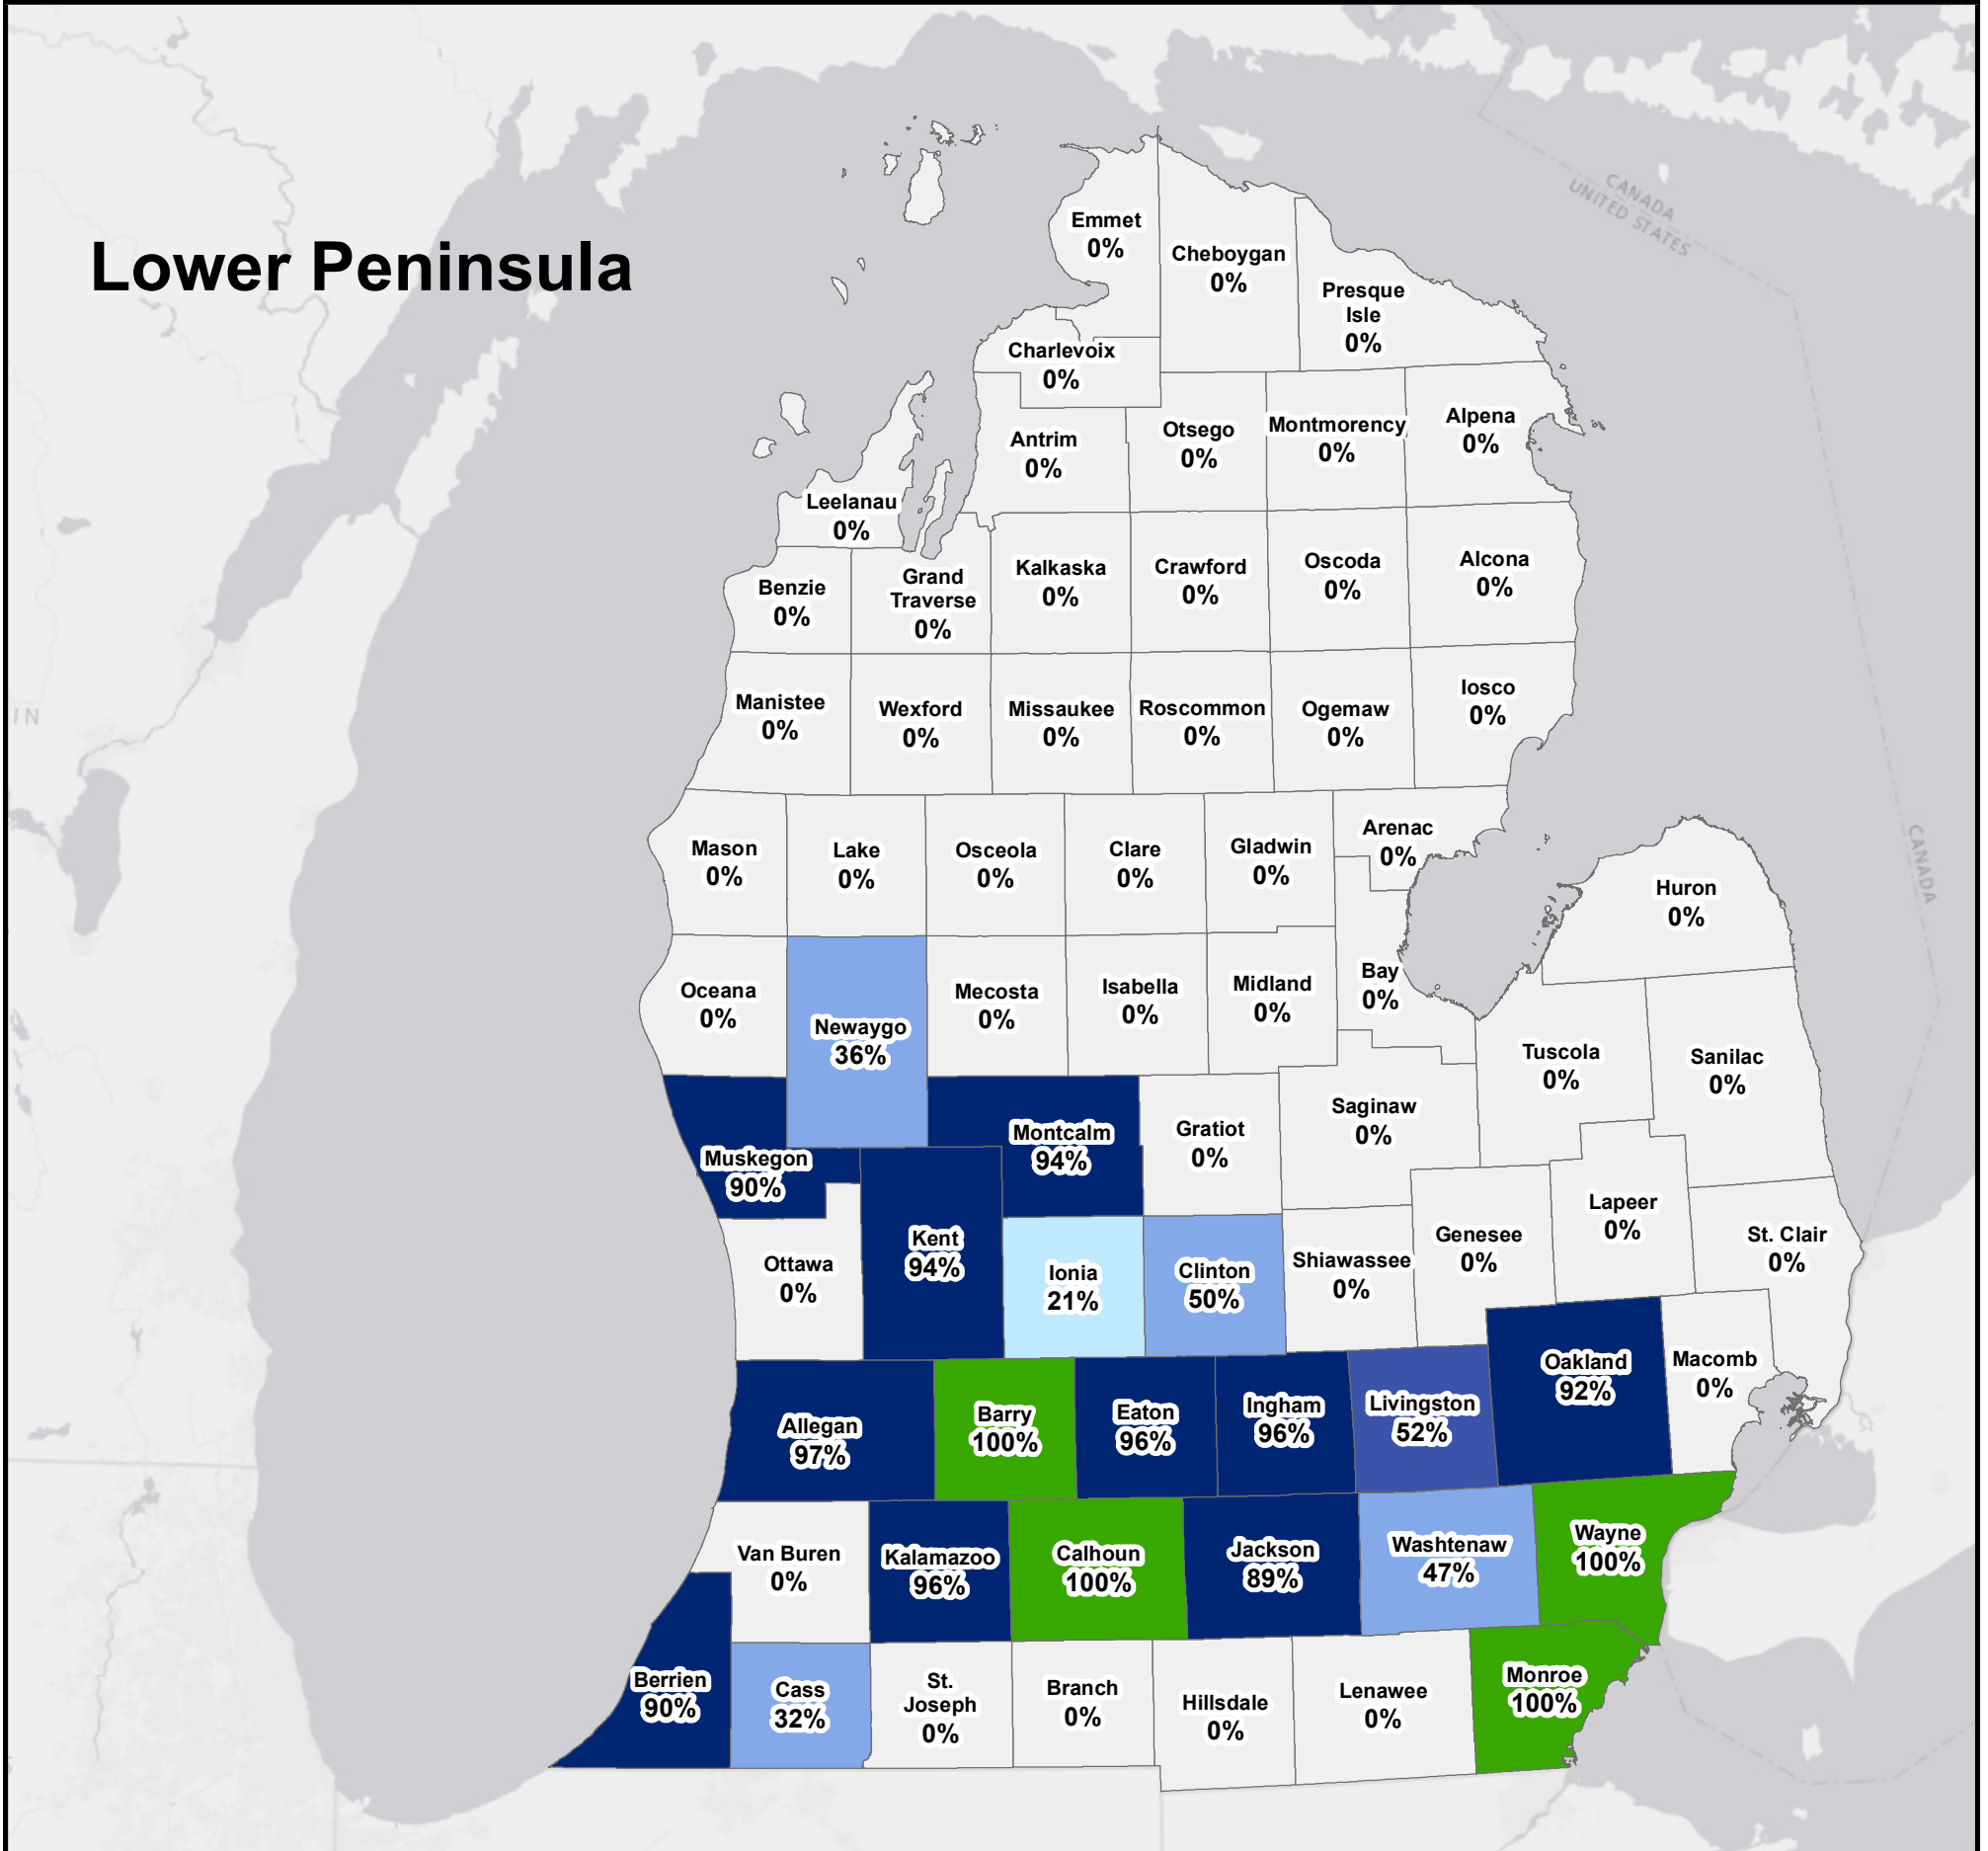 CANADA
UNITED STATES
Lower Peninsula
Emmet
0%
Cheboygan
0%
Presque
Isle
0%
Charlevoix
0%
Antrim
0%
Otsego
0%
Montmorency
0%
Alpena
0%
Leelanau
0%
Benzie
0%
Grand
Traverse
0%
Kalkaska
0%
Crawford
0%
Oscoda
0%
Alcona
0%
IN
Manistee
0%
Wexford
0%
Missaukee
0%
Roscommon
0%
Ogemaw
0%
Iosco
0%
Mason
0%
Lake
0%
Osceola
0%
Clare
0%
Gladwin
0%
Arenac
0%
CANADA
Huron
0%
Oceana
0%
Newaygo
36%
Mecosta
0%
Isabella
0%
Midland
0%
Bay
0%
Tuscola
0%
Sanilac
0%
Muskegon
90%
Montcalm
94%
Gratiot
0%
Saginaw
0%
Lapeer
0%
Ottawa
0%
Kent
94%
Ionia
21%
Clinton
50%
Shiawassee
0%
Genesee
0%
St. Clair
0%
Allegan
97%
Barry
100%
Eaton
96%
Ingham
96%
Livingston
52%
Oakland
92%
Macomb
0%
Van Buren
0%
Kalamazoo
96%
Calhoun
100%
Jackson
89%
Washtenaw
47%
Wayne
100%
Berrien
90%
Cass
32%
St.
Joseph
0%
Branch
0%
Hillsdale
0%
Lenawee
0%
Monroe
100%